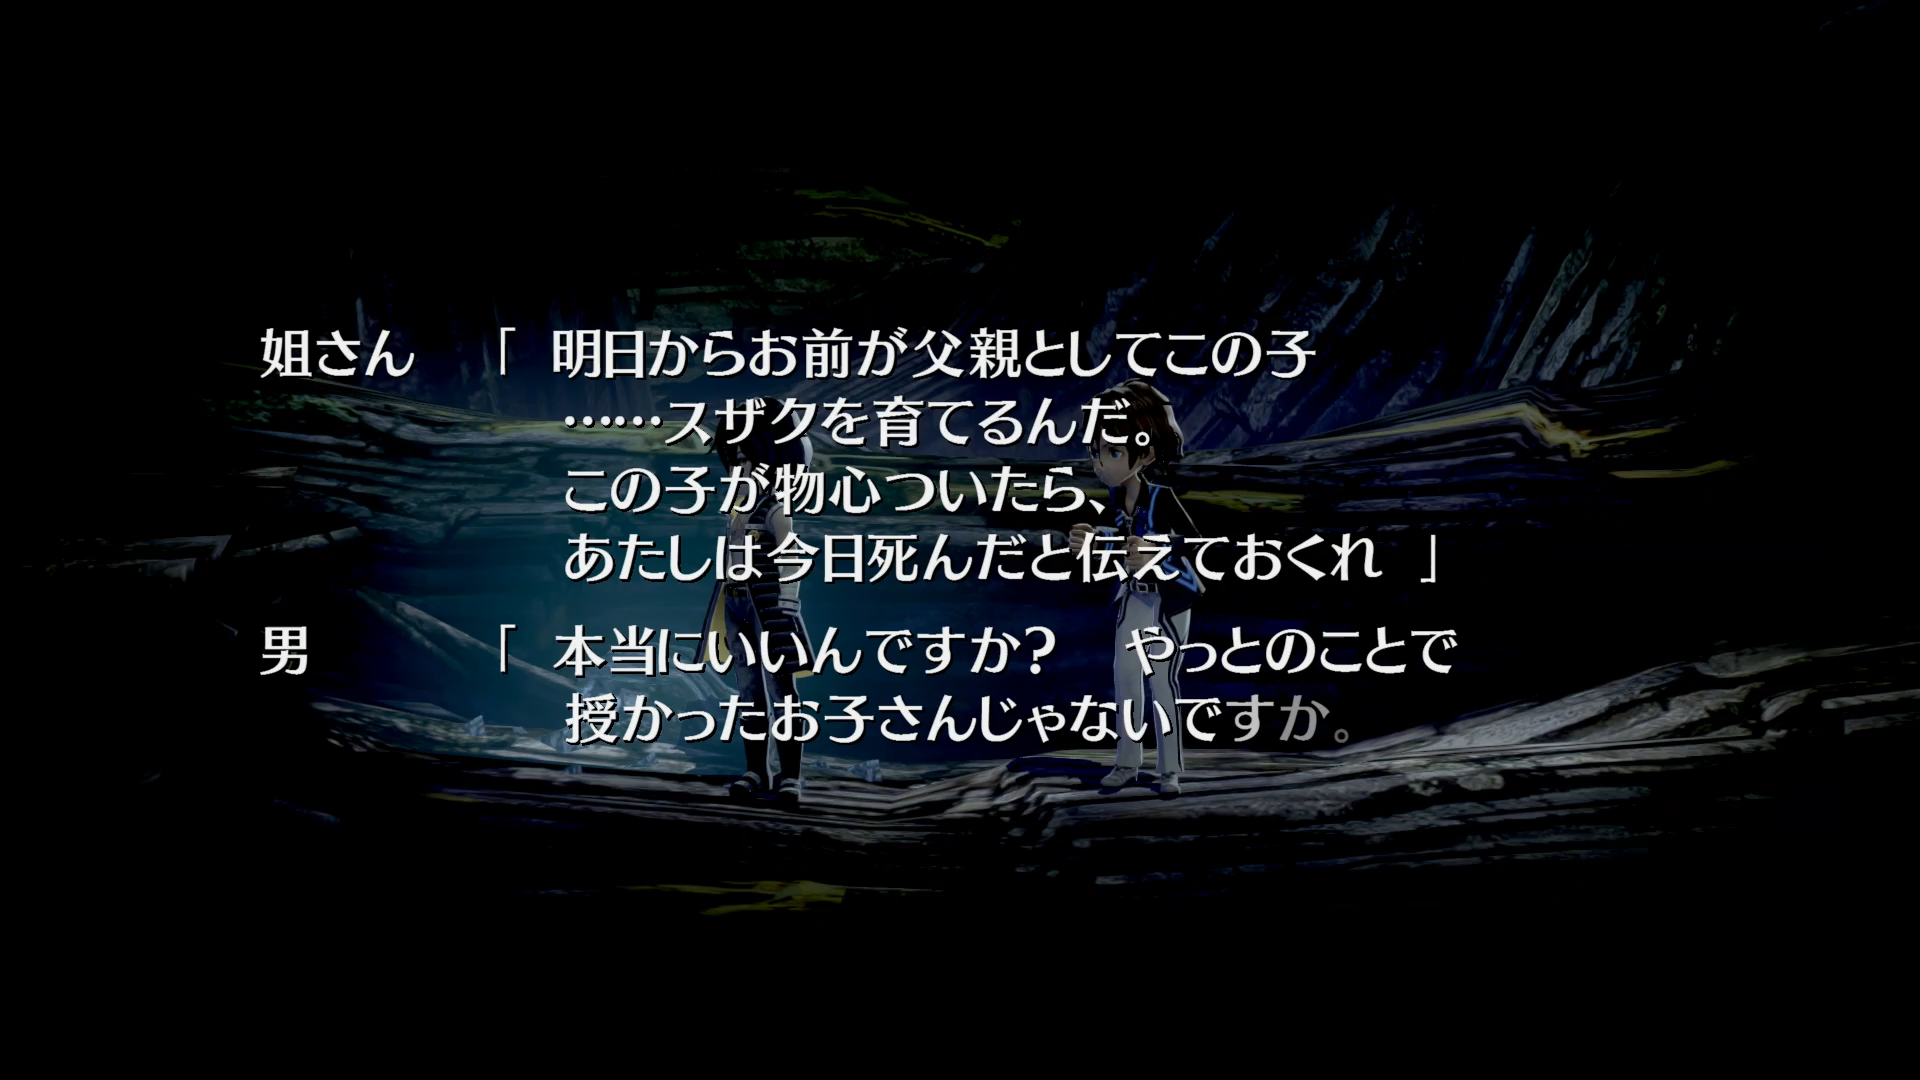 姐さん 「 明日からお前が父親としてこの子
……スザクを育てるんだ。
この子が物心ついたら、
あたしは今日死んだと伝えておくれ 」
男 「 本当にいいんですか？ やっとのことで
授かったお子さんじゃないですか。